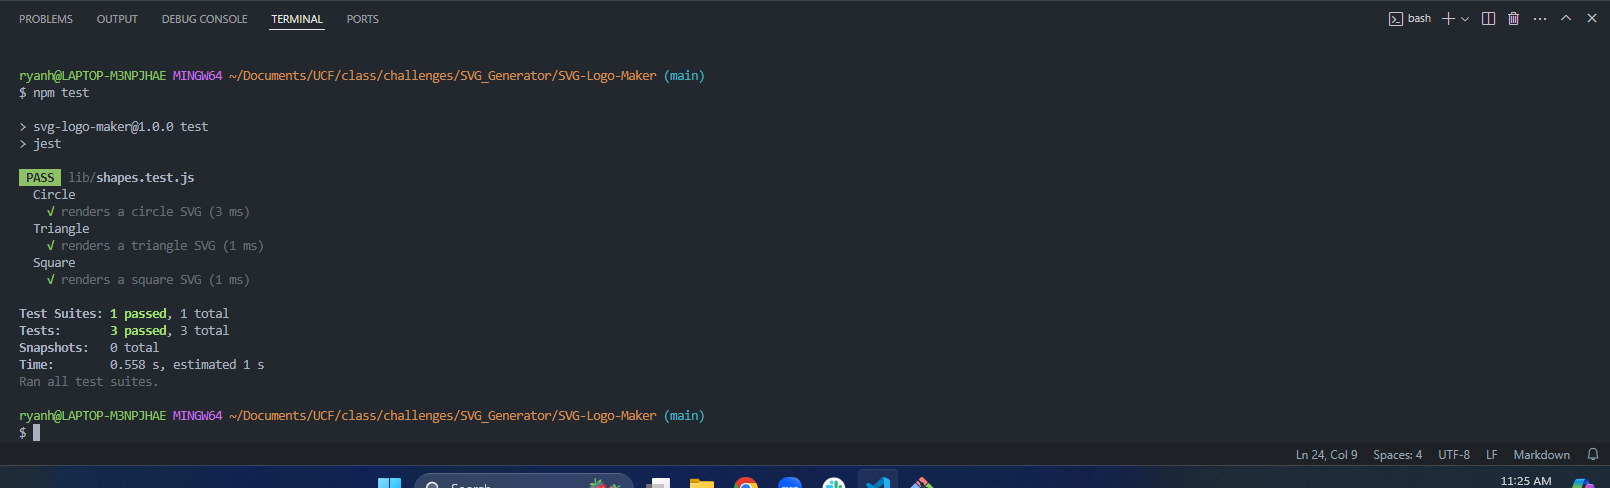 PROBLEMS OUTPUT DEBUG CONSOLE TERMINAL PORTS bash
ryanh@LAPTOP-M3NPJHAE MINGW64 ~/Documents/UCF/class/challenges/SVG_Generator/SVG-Logo-Maker (main)
$ npm test
> svg-logo-maker@1.0.0 test
> jest
PASS lib/shapes.test.js
Circle
√ renders a circle SVG (3 ms)
Triangle
√ renders a triangle SVG (1 ms)
Square
√ renders a square SVG (1 ms)
Test Suites: 1 passed, 1 total
Tests: 3 passed, 3 total
Snapshots: 0 total
Time: 0.558 s, estimated 1 s
Ran all test suites.
ryanh@LAPTOP-M3NPJHAE MINGW64 ~/Documents/UCF/class/challenges/SVG_Generator/SVG-Logo-Maker (main)
$
Ln 24, Col 9 Spaces: 4 UTF-8 LF Markdown
Search 11:25 AM